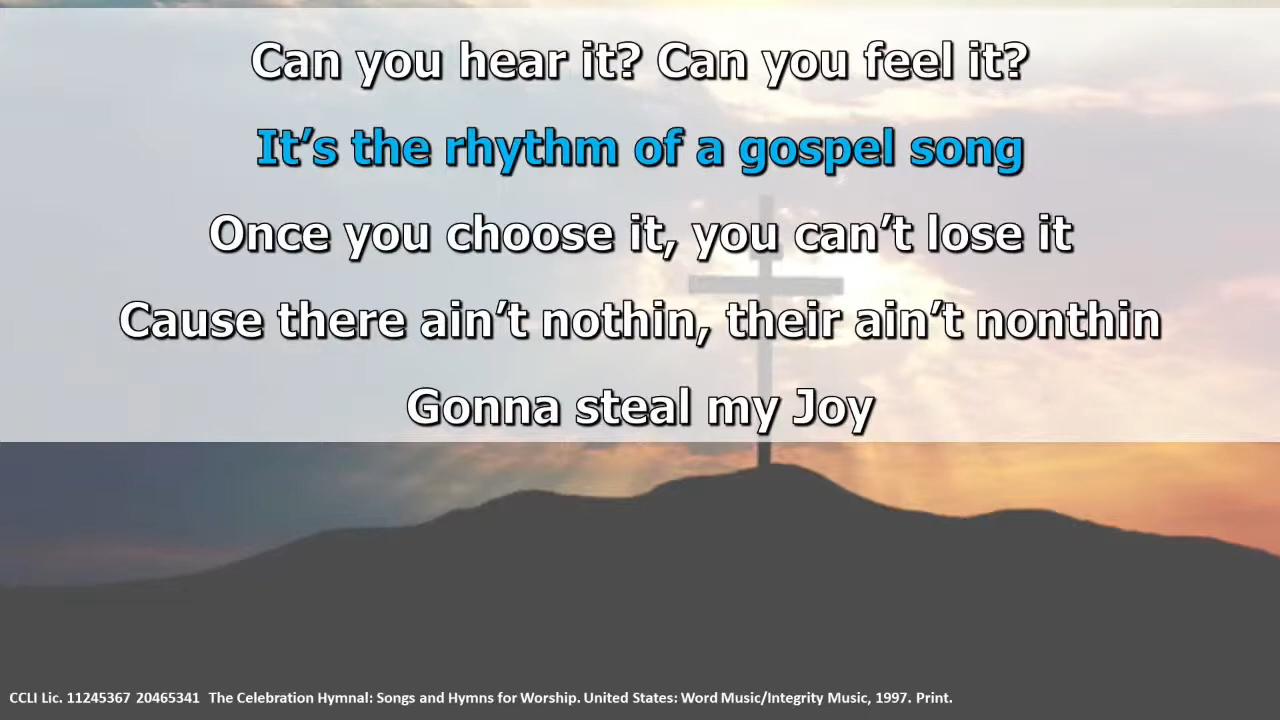 Can you hear it? Can you feel it?
It’s the rhythm of a gospel song
Once you choose it, you can’t lose it
Cause there ain’t nothin, their ain’t nonthin
Gonna steal my Joy
CCLI Lic. 11245367 20465341 The Celebration Hymnal: Songs and Hymns for Worship. United States: Word Music/Integrity Music, 1997. Print.